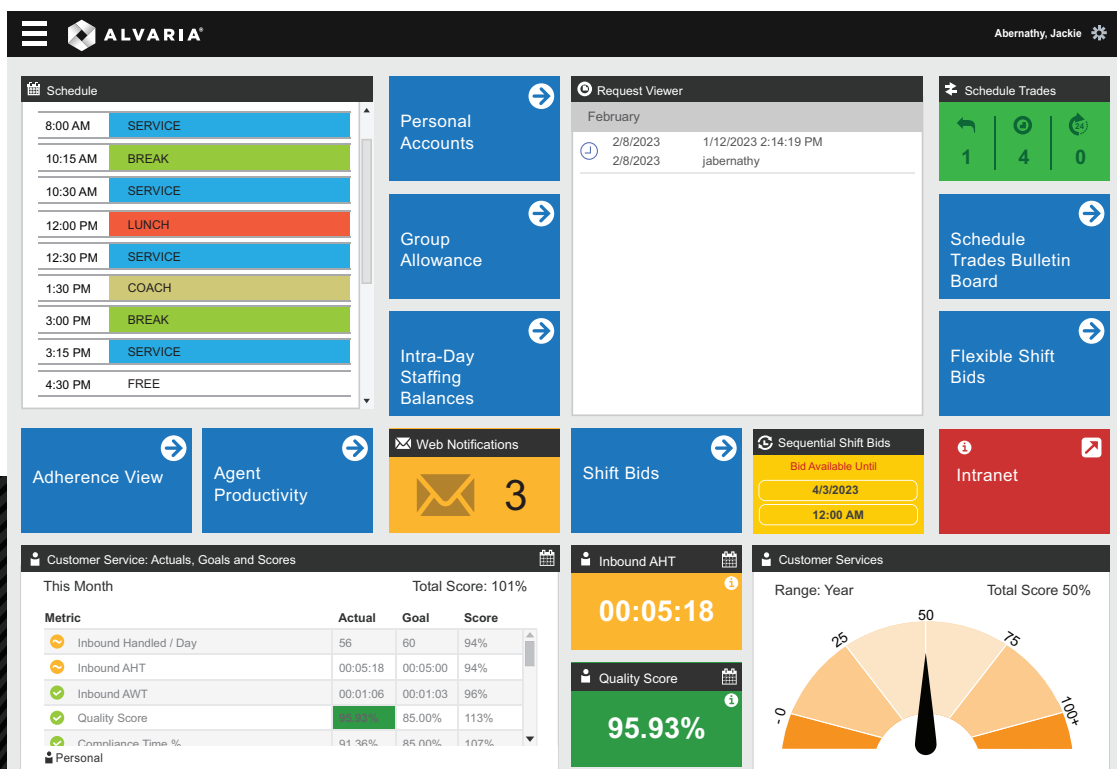 ALVARIA®
Abernathy, Jackie
Schedule
8:00 AM SERVICE
10:15 AM BREAK
10:30 AM SERVICE
12:00 PM LUNCH
12:30 PM SERVICE
1:30 PM COACH
3:00 PM BREAK
3:15 PM SERVICE
4:30 PM FREE
Personal
Accounts
Group
Allowance
Intra-Day
Staffing
Balances
Request Viewer
February
2/8/2023 1/12/2023 2:14:19 PM
2/8/2023 jabernathy
Schedule Trades
24
1 4 0
Schedule
Trades Bulletin
Board
Flexible Shift
Bids
Adherence View
Agent
Productivity
Web Notifications
3
Shift Bids
Sequential Shift Bids
Bid Available Until
4/3/2023
12:00 AM
Intranet
Customer Service: Actuals, Goals and Scores
This Month Total Score: 101%
Metric Actual Goal Score
Inbound Handled / Day 56 60 94%
Inbound AHT 00:05:18 00:05:00 94%
Inbound AWT 00:01:06 00:01:03 96%
Quality Score 95.93% 85.00% 113%
Compliance Time % 91.36% 85.00% 107%
Personal
Inbound AHT
00:05:18
Quality Score
95.93%
Customer Services
Range: Year Total Score 50%
- 0
25
50
75
100+